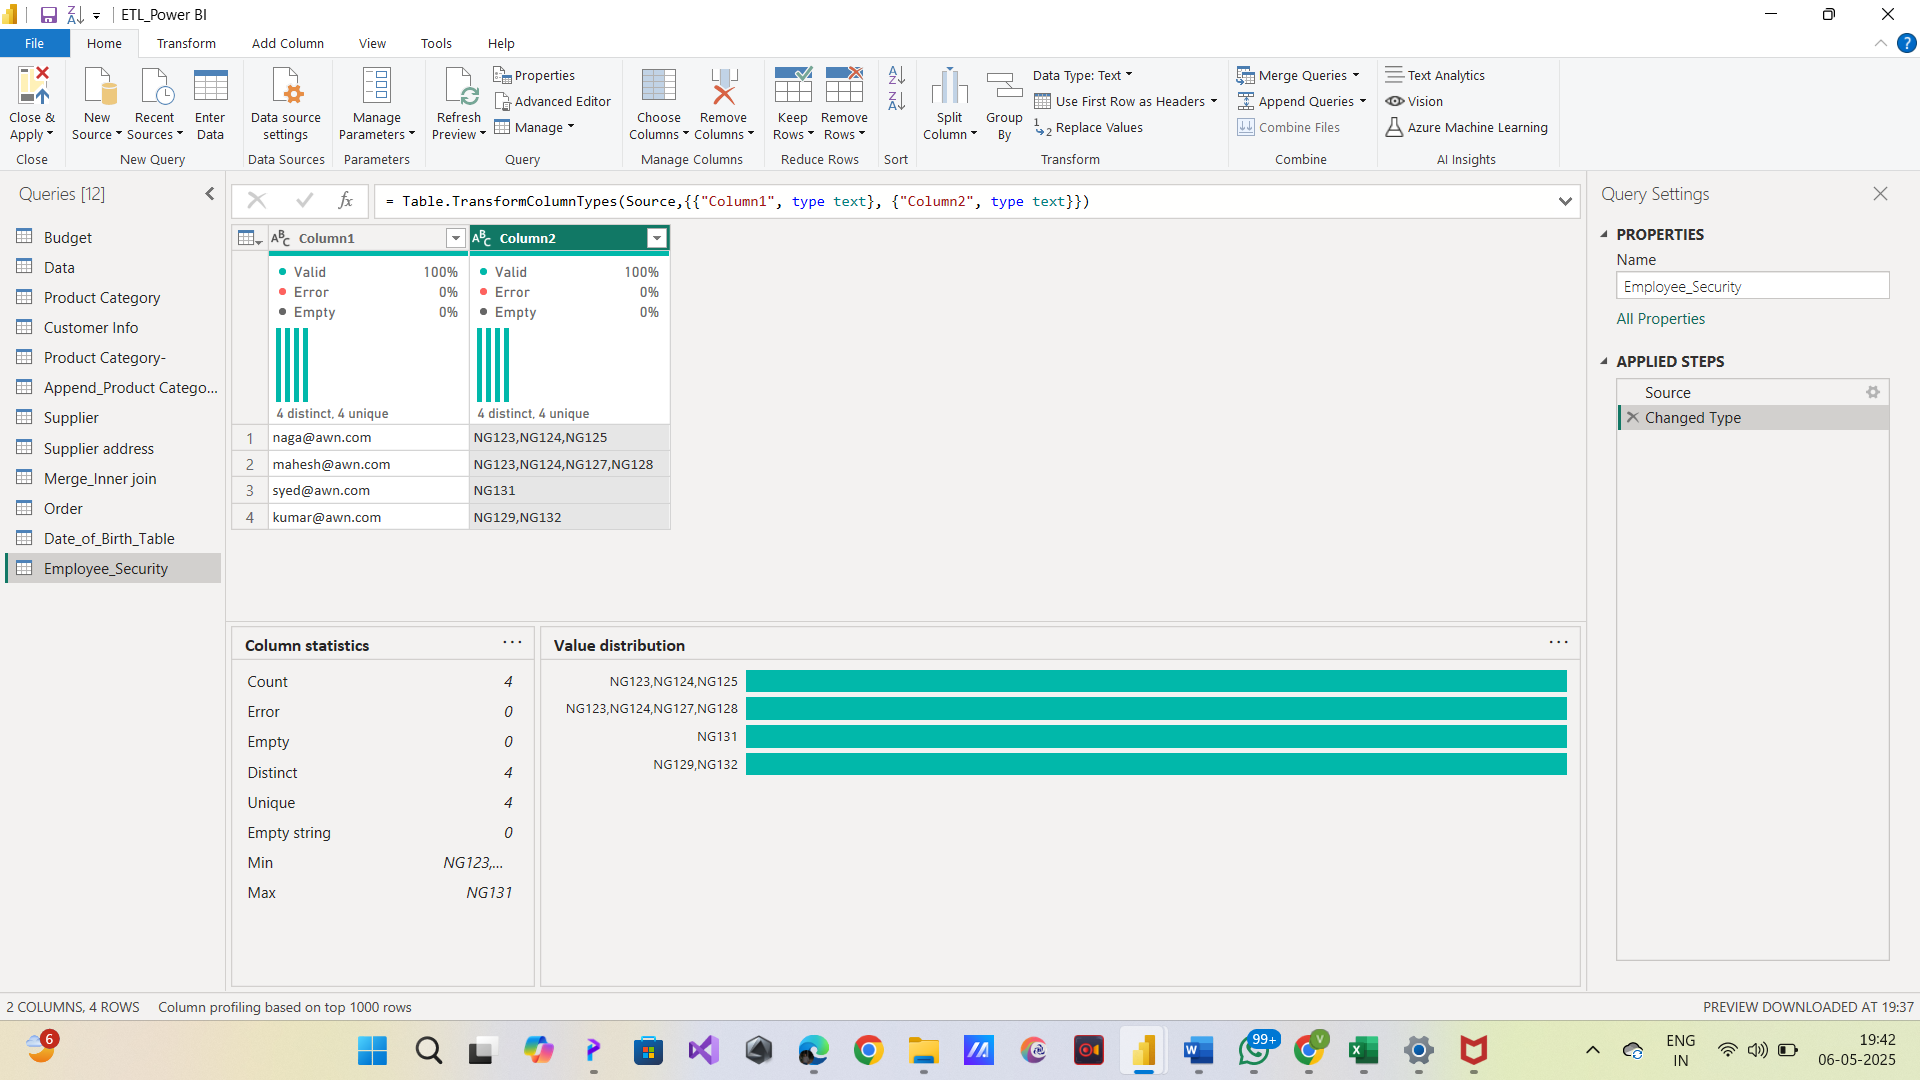 ETL_Power BI
File Home Transform Add Column View Tools Help
Close & Apply
Close
New Source
Recent Sources
Enter Data
New Query
Data source settings
Data Sources
Manage Parameters
Parameters
Refresh Preview
Properties
Advanced Editor
Manage
Query
Choose Columns
Remove Columns
Manage Columns
Keep Rows
Remove Rows
Reduce Rows
Sort
Split Column
Group By
Data Type: Text
Use First Row as Headers
Replace Values
Transform
Merge Queries
Append Queries
Combine Files
Combine
Text Analytics
Vision
Azure Machine Learning
AI Insights
Queries [12]
Budget
Data
Product Category
Customer Info
Product Category-
Append_Product Catego...
Supplier
Supplier address
Merge_Inner join
Order
Date_of_Birth_Table
Employee_Security
fx
= Table.TransformColumnTypes(Source,{{"Column1", type text}, {"Column2", type text}})
ABC Column1 ABC Column2
Valid 100% Valid 100%
Error 0% Error 0%
Empty 0% Empty 0%
4 distinct, 4 unique 4 distinct, 4 unique
1 naga@awn.com NG123,NG124,NG125
2 mahesh@awn.com NG123,NG124,NG127,NG128
3 syed@awn.com NG131
4 kumar@awn.com NG129,NG132
Column statistics ...
Count 4
Error 0
Empty 0
Distinct 4
Unique 4
Empty string 0
Min NG123,...
Max NG131
Value distribution ...
NG123,NG124,NG125
NG123,NG124,NG127,NG128
NG131
NG129,NG132
Query Settings
PROPERTIES
Name
Employee_Security
All Properties
APPLIED STEPS
Source
Changed Type
2 COLUMNS, 4 ROWS Column profiling based on top 1000 rows
PREVIEW DOWNLOADED AT 19:37
6
99+
V
ENG
IN
19:42
06-05-2025